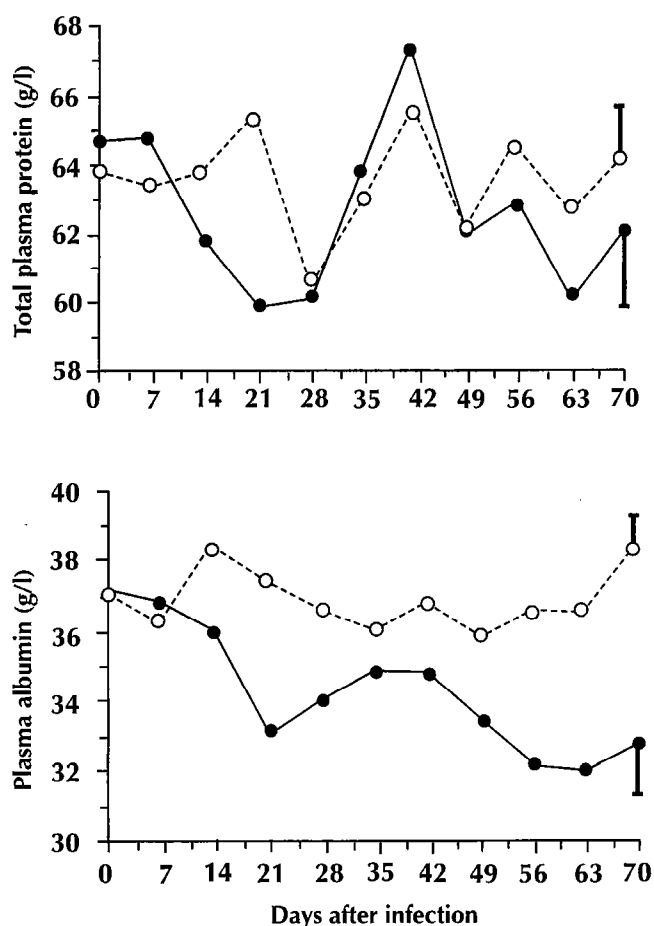 Total plasma protein (g/l)
68
66
64
62
60
58
0 7 14 21 28 35 42 49 56 63 70
Plasma albumin (g/l)
40
38
36
34
32
30
0 7 14 21 28 35 42 49 56 63 70
Days after infection